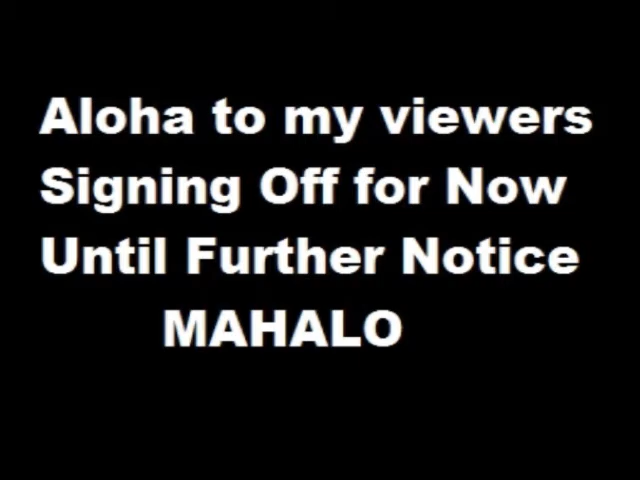 Aloha to my viewers
Signing Off for Now
Until Further Notice
MAHALO